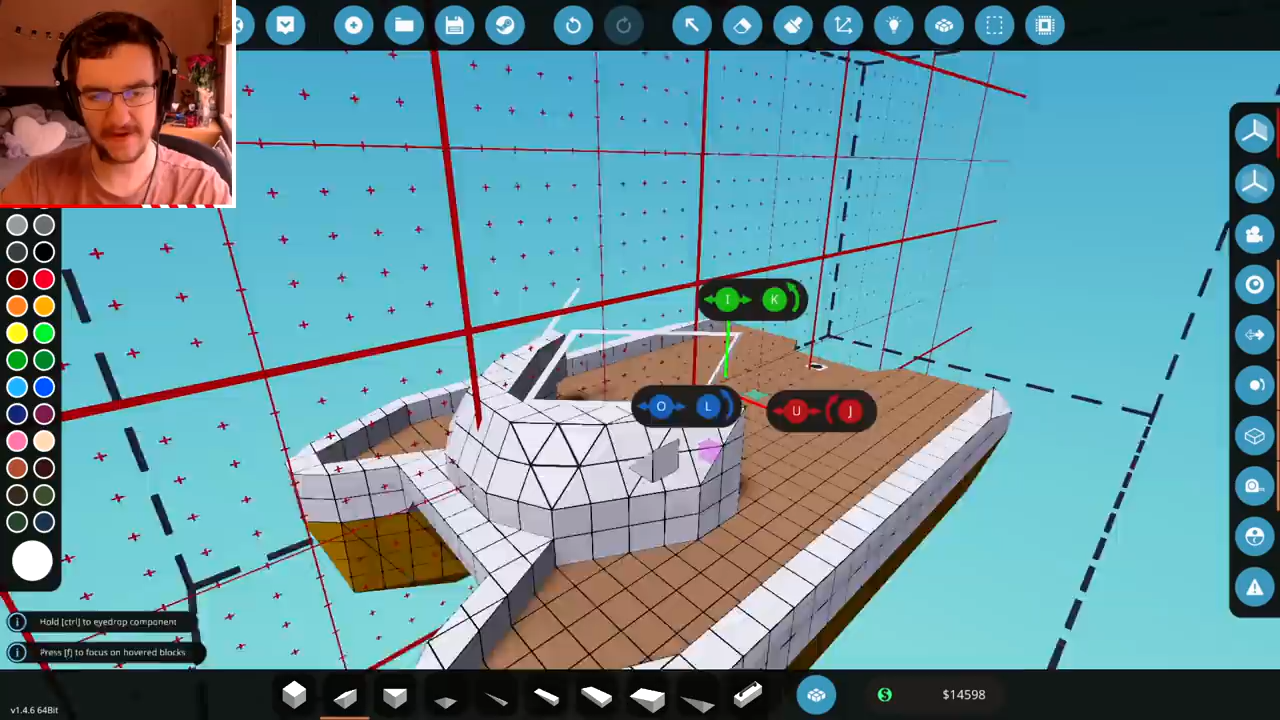 I K
O L
U J
Hold [ctrl] to eyedrop component
Press [f] to focus on hovered blocks
v1.4.6 64Bit
$ $14598